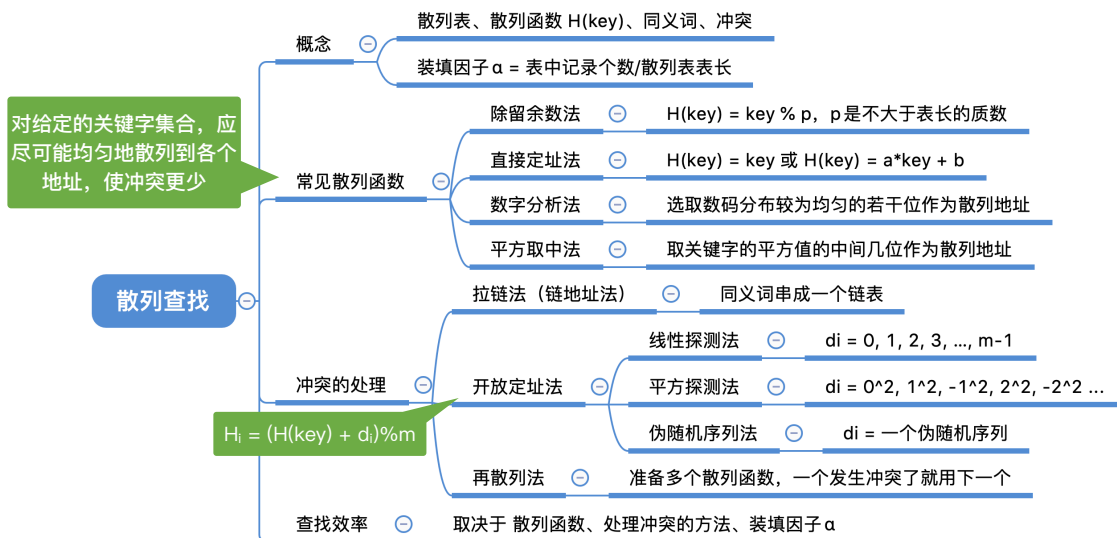 散列查找
概念
散列表、散列函数 H(key)、同义词、冲突
装填因子α = 表中记录个数/散列表表长
对给定的关键字集合，应
尽可能均匀地散列到各个
地址，使冲突更少
常见散列函数
除留余数法
H(key) = key % p，p是不大于表长的质数
直接定址法
H(key) = key 或 H(key) = a*key + b
数字分析法
选取数码分布较为均匀的若干位作为散列地址
平方取中法
取关键字的平方值的中间几位作为散列地址
冲突的处理
拉链法（链地址法）
同义词串成一个链表
开放定址法
Hᵢ = (H(key) + dᵢ)%m
线性探测法
di = 0, 1, 2, 3, ..., m-1
平方探测法
di = 0^2, 1^2, -1^2, 2^2, -2^2 ...
伪随机序列法
di = 一个伪随机序列
再散列法
准备多个散列函数，一个发生冲突了就用下一个
查找效率
取决于 散列函数、处理冲突的方法、装填因子α